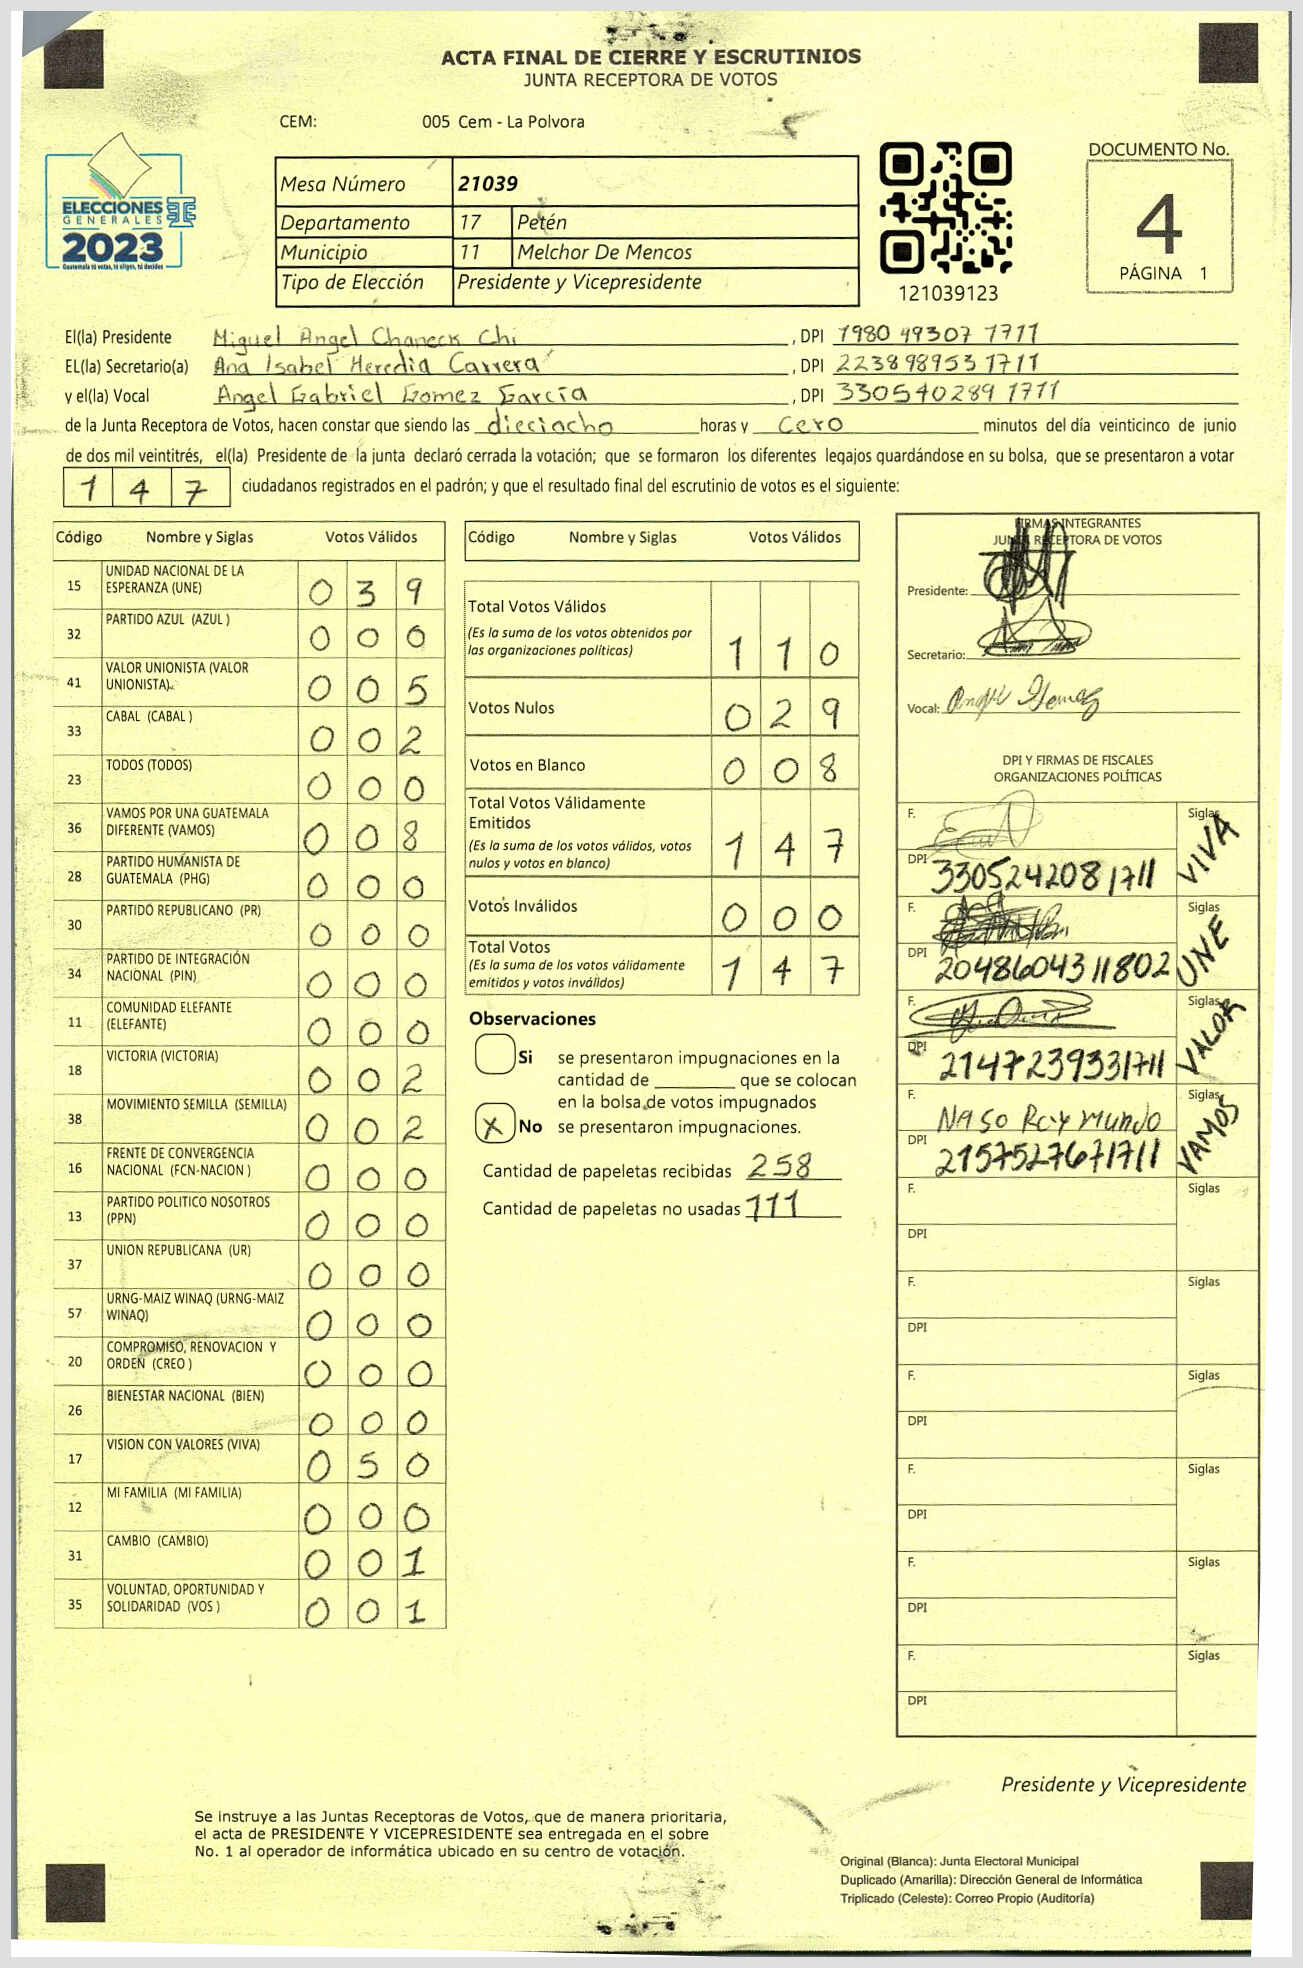 ACTA FINAL DE CIERRE Y ESCRUTINIOS
JUNTA RECEPTORA DE VOTOS
CEM: 005 Cem - La Polvora
ELECCIONES
GENERALES
2023
Guatemala tú votas, tú eliges, tú decides
Mesa Número 21039
Departamento 17 Petén
Municipio 11 Melchor De Mencos
Tipo de Elección Presidente y Vicepresidente
121039123
DOCUMENTO No.
4
PÁGINA 1
El(la) Presidente Miguel Angel Chaneck Chi, DPI 1980 49307 1711
EL(la) Secretario(a) Ana Isabel Heredia Carrera, DPI 223898953 1711
y el(la) Vocal Angel Gabriel Gomez García, DPI 330540289 1711
de la Junta Receptora de Votos, hacen constar que siendo las dieciocho horas y cero minutos del día veinticinco de junio
de dos mil veintitrés, el(la) Presidente de la junta declaró cerrada la votación; que se formaron los diferentes legajos quardándose en su bolsa, que se presentaron a votar
1 4 7 ciudadanos registrados en el padrón; y que el resultado final del escrutinio de votos es el siguiente:
Código Nombre y Siglas Votos Válidos
15 UNIDAD NACIONAL DE LA ESPERANZA (UNE) 0 3 9
32 PARTIDO AZUL (AZUL ) 0 0 0
41 VALOR UNIONISTA (VALOR UNIONISTA) 0 0 5
33 CABAL (CABAL ) 0 0 2
23 TODOS (TODOS) 0 0 0
36 VAMOS POR UNA GUATEMALA DIFERENTE (VAMOS) 0 0 8
28 PARTIDO HUMANISTA DE GUATEMALA (PHG) 0 0 0
30 PARTIDO REPUBLICANO (PR) 0 0 0
34 PARTIDO DE INTEGRACIÓN NACIONAL (PIN) 0 0 0
11 COMUNIDAD ELEFANTE (ELEFANTE) 0 0 0
18 VICTORIA (VICTORIA) 0 0 2
38 MOVIMIENTO SEMILLA (SEMILLA) 0 0 2
16 FRENTE DE CONVERGENCIA NACIONAL (FCN-NACION ) 0 0 0
13 PARTIDO POLITICO NOSOTROS (PPN) 0 0 0
37 UNION REPUBLICANA (UR) 0 0 0
57 URNG-MAIZ WINAQ (URNG-MAIZ WINAQ) 0 0 0
20 COMPROMISO, RENOVACION Y ORDEN (CREO ) 0 0 0
26 BIENESTAR NACIONAL (BIEN) 0 0 0
17 VISION CON VALORES (VIVA) 0 5 0
12 MI FAMILIA (MI FAMILIA) 0 0 0
31 CAMBIO (CAMBIO) 0 0 1
35 VOLUNTAD, OPORTUNIDAD Y SOLIDARIDAD (VOS ) 0 0 1
Código Nombre y Siglas Votos Válidos
Total Votos Válidos
(Es la suma de los votos obtenidos por
las organizaciones políticas) 1 1 0
Votos Nulos 0 2 9
Votos en Blanco 0 0 8
Total Votos Válidamente
Emitidos
(Es la suma de los votos válidos, votos
nulos y votos en blanco) 1 4 7
Votos Inválidos 0 0 0
Total Votos
(Es la suma de los votos válidamente
emitidos y votos inválidos) 1 4 7
Observaciones
Si se presentaron impugnaciones en la
cantidad de ________ que se colocan
en la bolsa de votos impugnados
X No se presentaron impugnaciones.
Cantidad de papeletas recibidas 258
Cantidad de papeletas no usadas 111
FIRMAS INTEGRANTES
JUNTA RECEPTORA DE VOTOS
Presidente:
Secretario:
Vocal: Angel Gomez
DPI Y FIRMAS DE FISCALES
ORGANIZACIONES POLÍTICAS
F. Siglas VIVA
DPI 3305242081711
F. Siglas UNE
DPI 2048604311802
F. Siglas VALOR
DPI 2147239331711
F. Naso Raymundo Siglas VAMOS
DPI 2157527671711
F. Siglas
DPI
F. Siglas
DPI
F. Siglas
DPI
F. Siglas
DPI
F. Siglas
DPI
F. Siglas
DPI
Presidente y Vicepresidente
Se instruye a las Juntas Receptoras de Votos, que de manera prioritaria,
el acta de PRESIDENTE Y VICEPRESIDENTE sea entregada en el sobre
No. 1 al operador de informática ubicado en su centro de votación.
Original (Blanca): Junta Electoral Municipal
Duplicado (Amarilla): Dirección General de Informática
Triplicado (Celeste): Correo Propio (Auditoría)